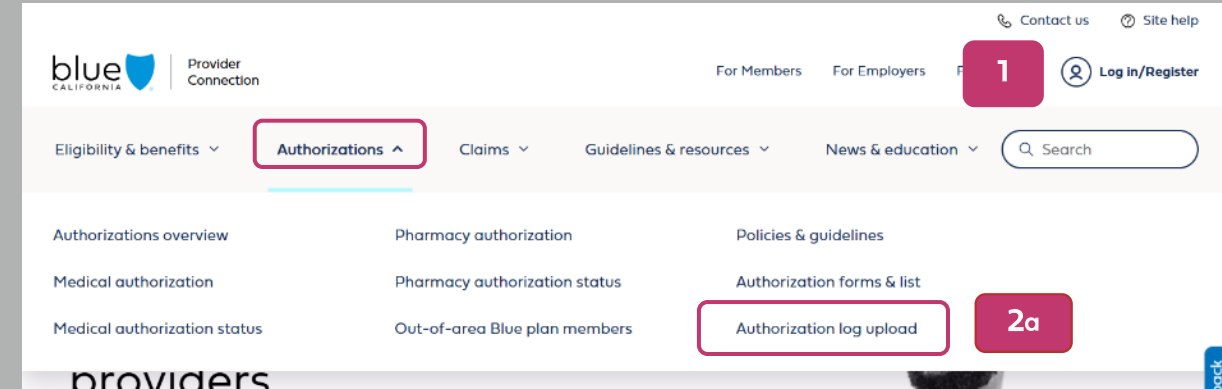 Contact us Site help
blue
CALIFORNIA
Provider
Connection
For Members For Employers 1 Log in/Register
Eligibility & benefits Authorizations Claims Guidelines & resources News & education Search
Authorizations overview Pharmacy authorization Policies & guidelines
Medical authorization Pharmacy authorization status Authorization forms & list
Medical authorization status Out-of-area Blue plan members Authorization log upload 2a
providers